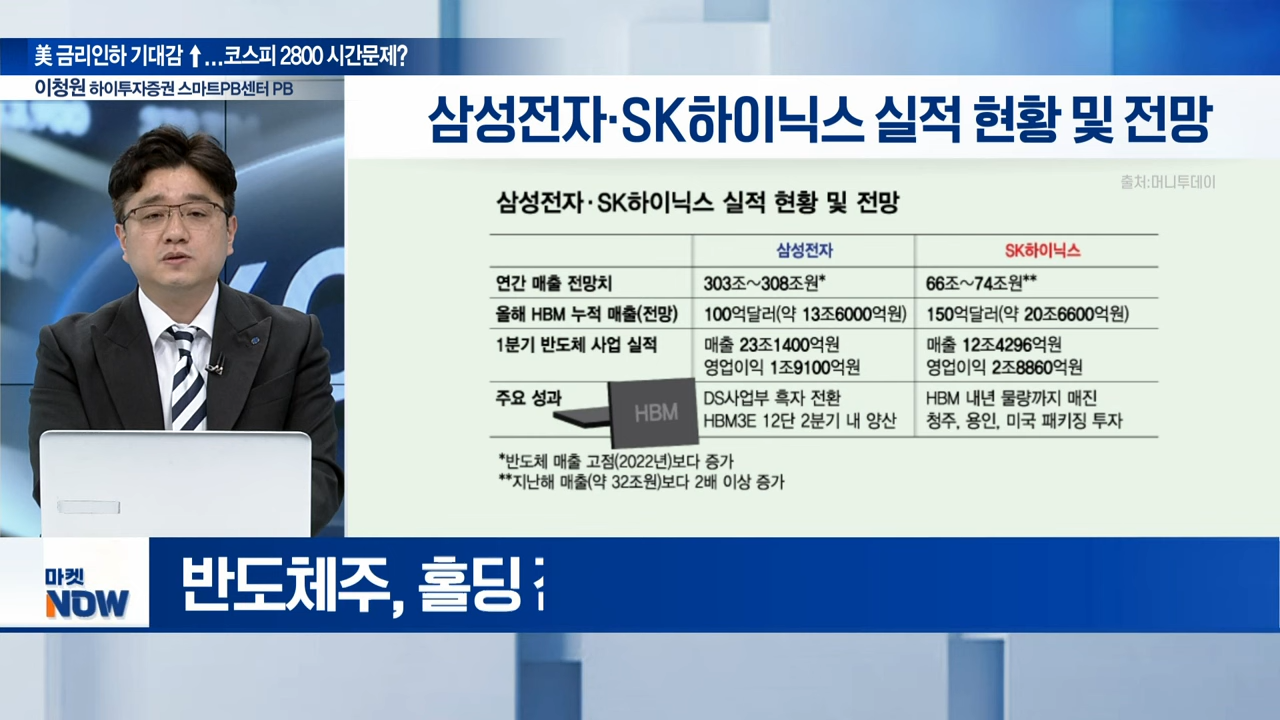 美 금리인하 기대감↑…코스피 2800 시간문제?
이청원 하이투자증권 스마트PB센터 PB
삼성전자·SK하이닉스 실적 현황 및 전망
출처:머니투데이
삼성전자·SK하이닉스 실적 현황 및 전망
삼성전자 SK하이닉스
연간 매출 전망치 303조~308조원* 66조~74조원**
올해 HBM 누적 매출(전망) 100억달러(약 13조6000억원) 150억달러(약 20조6600억원)
1분기 반도체 사업 실적 매출 23조1400억원 매출 12조4296억원
영업이익 1조9100억원 영업이익 2조8860억원
주요 성과 DS사업부 흑자 전환 HBM 내년 물량까지 매진
HBM
HBM3E 12단 2분기 내 양산 청주, 용인, 미국 패키징 투자
*반도체 매출 고점(2022년)보다 증가
**지난해 매출(약 32조원)보다 2배 이상 증가
마켓
NOW
반도체주, 홀딩